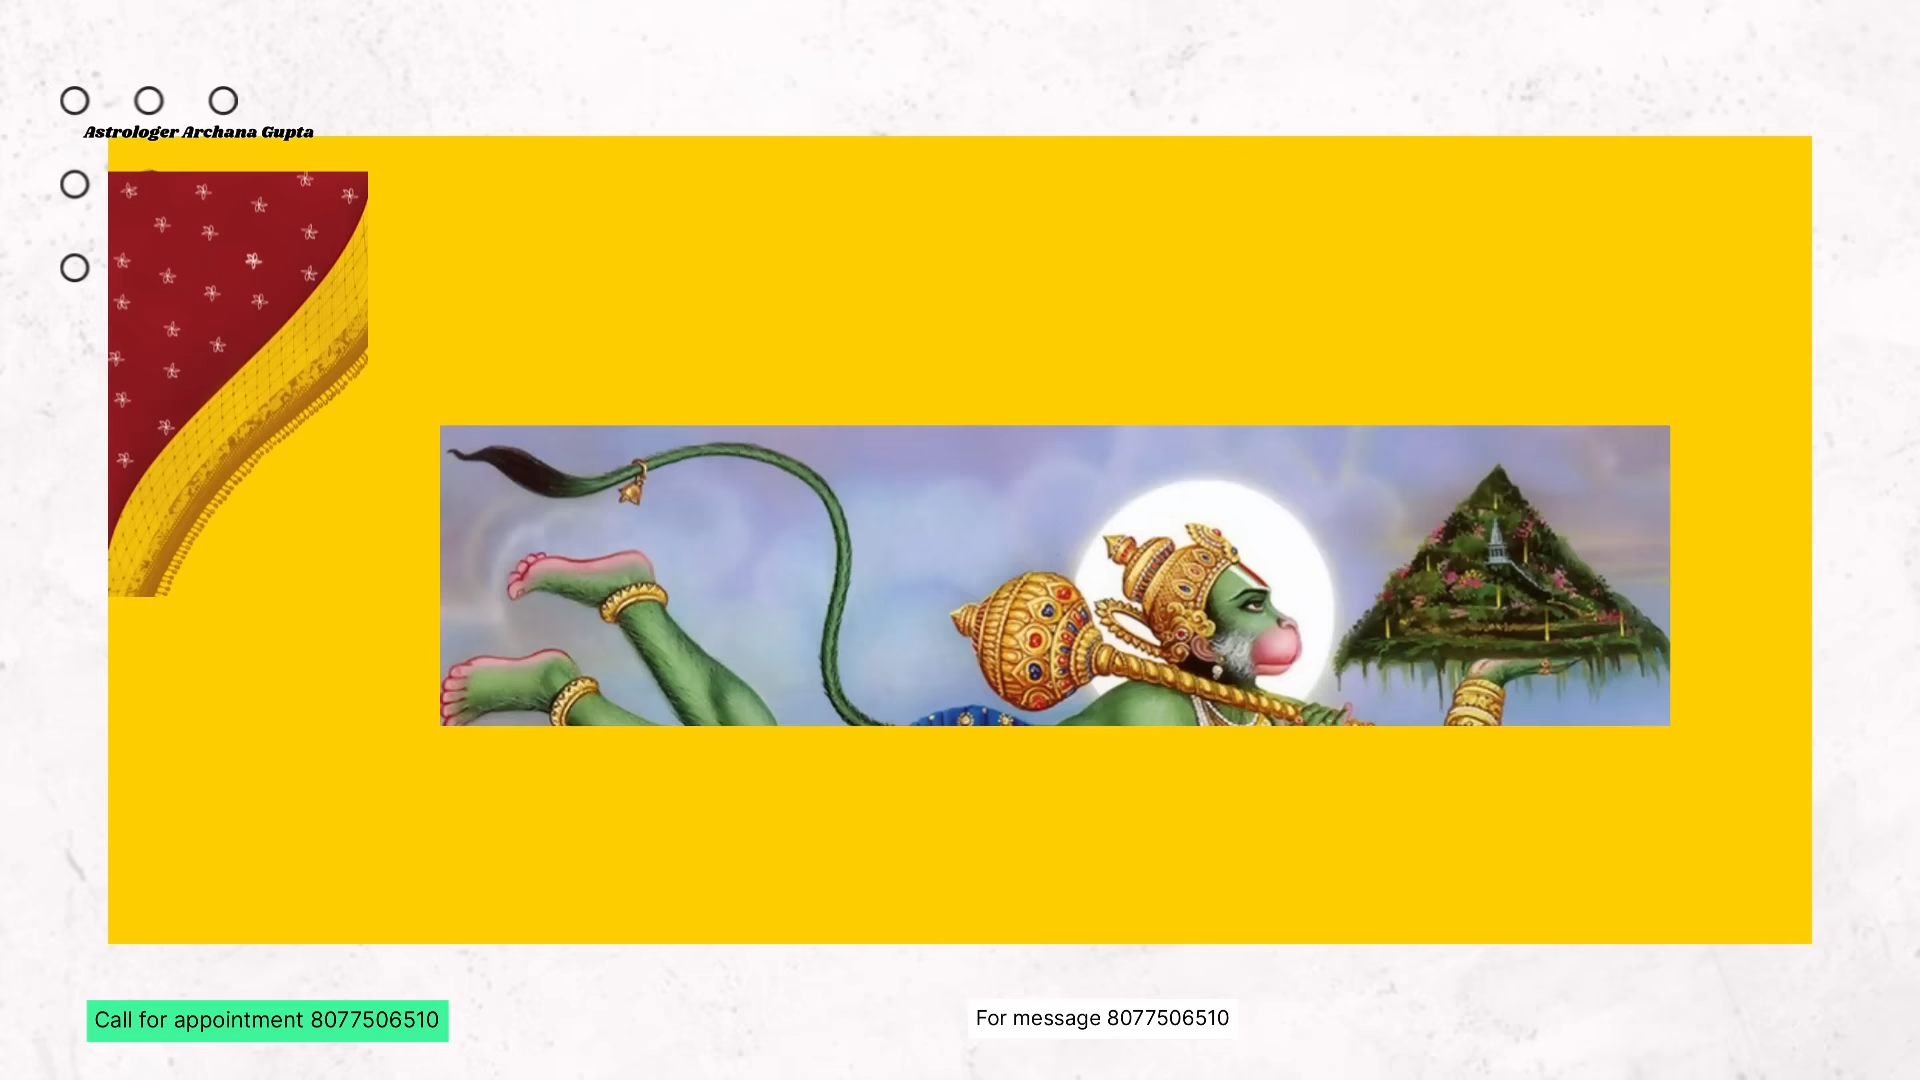 Astrologer Archana Gupta
Call for appointment 8077506510
For message 8077506510